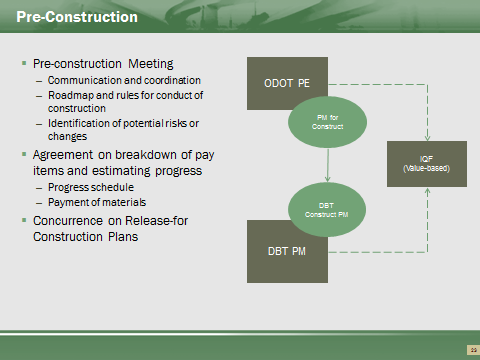 Pre-Construction
Pre-construction Meeting
– Communication and coordination
– Roadmap and rules for conduct of
construction
– Identification of potential risks or
changes
Agreement on breakdown of pay
items and estimating progress
– Progress schedule
– Payment of materials
Concurrence on Release-for
Construction Plans
ODOT PE
PM for
Construct
IQF
(Value-based)
DBT
Construct PM
DBT PM